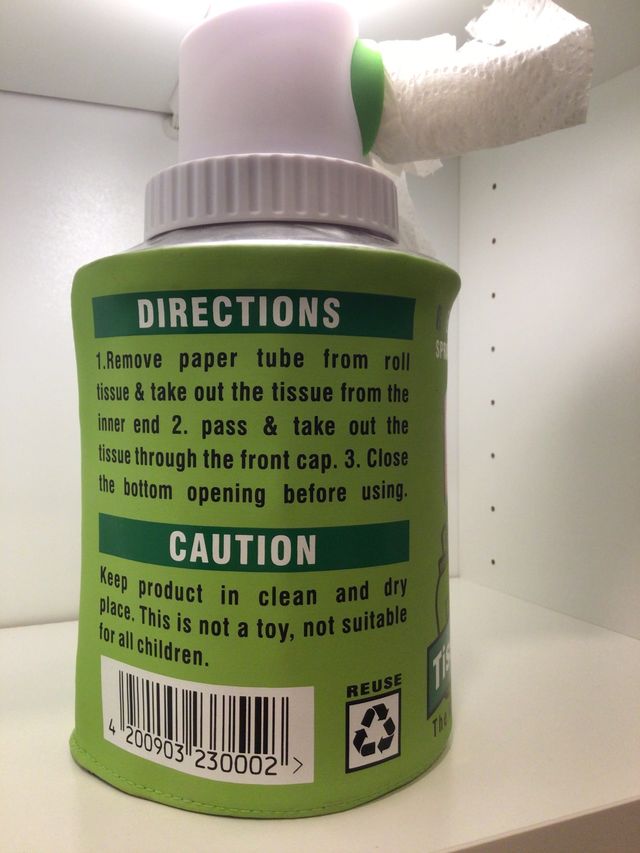 DIRECTIONS
1.Remove paper tube from roll
tissue & take out the tissue from the
inner end 2. pass & take out the
tissue through the front cap. 3. Close
the bottom opening before using.
CAUTION
Keep product in clean and dry
place. This is not a toy, not suitable
for all children.
REUSE
4 200903 230002 >